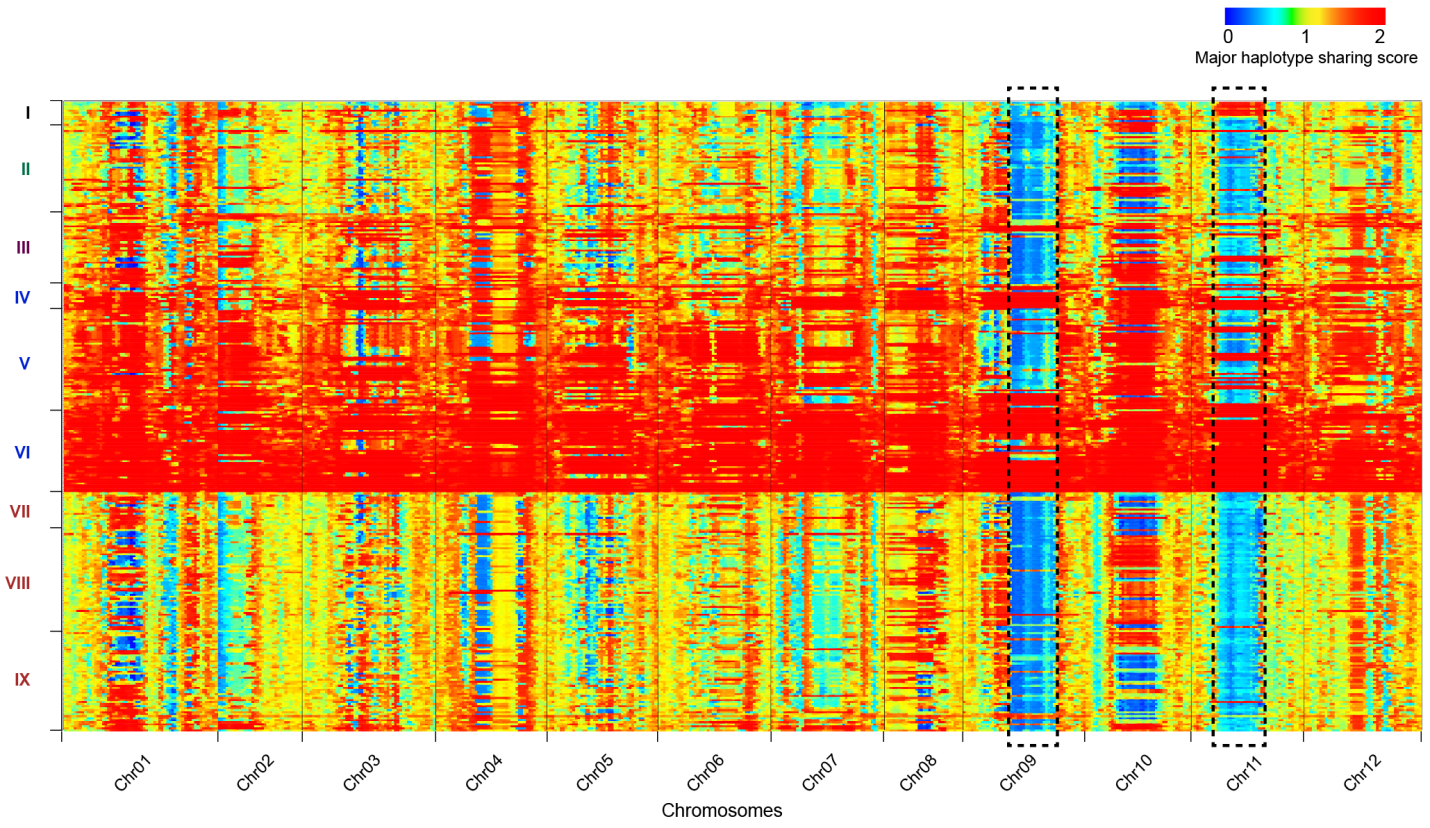 0 1 2
Major haplotype sharing score
I
II
III
IV
V
VI
VII
VIII
IX
Chr01 Chr02 Chr03 Chr04 Chr05 Chr06 Chr07 Chr08 Chr09 Chr10 Chr11 Chr12
Chromosomes